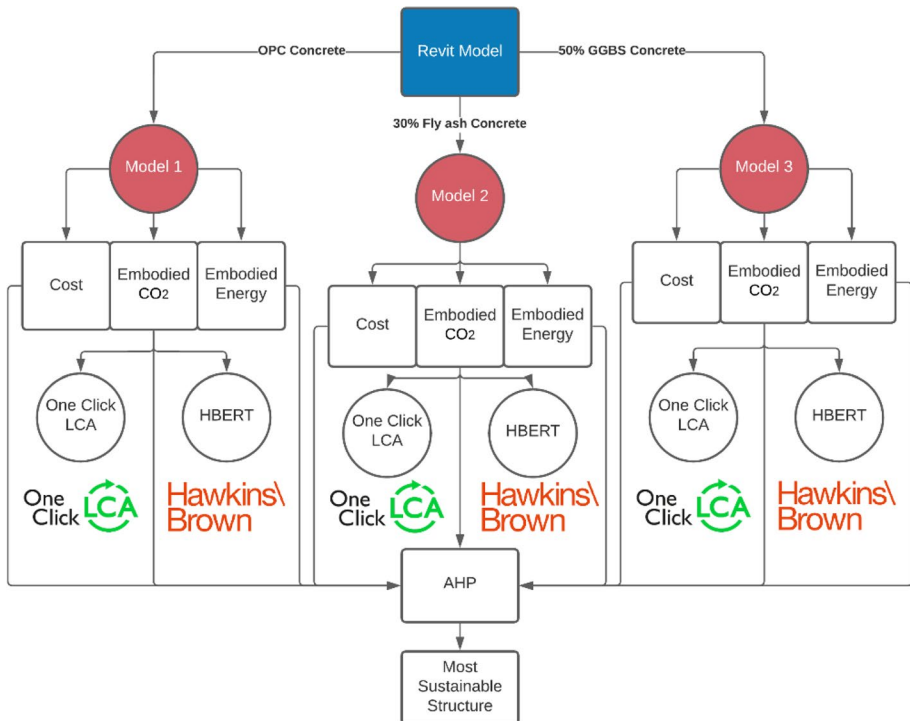 OPC Concrete
Revit Model
50% GGBS Concrete
30% Fly ash Concrete
Model 1
Model 2
Model 3
Cost
Embodied
CO2
Embodied
Energy
Cost
Embodied
CO2
Embodied
Energy
Cost
Embodied
CO2
Embodied
Energy
One Click
LCA
HBERT
One Click
LCA
HBERT
One Click
LCA
HBERT
One
Click
LCA
Hawkins\
Brown
One
Click
LCA
Hawkins\
Brown
One
Click
LCA
Hawkins\
Brown
AHP
Most
Sustainable
Structure